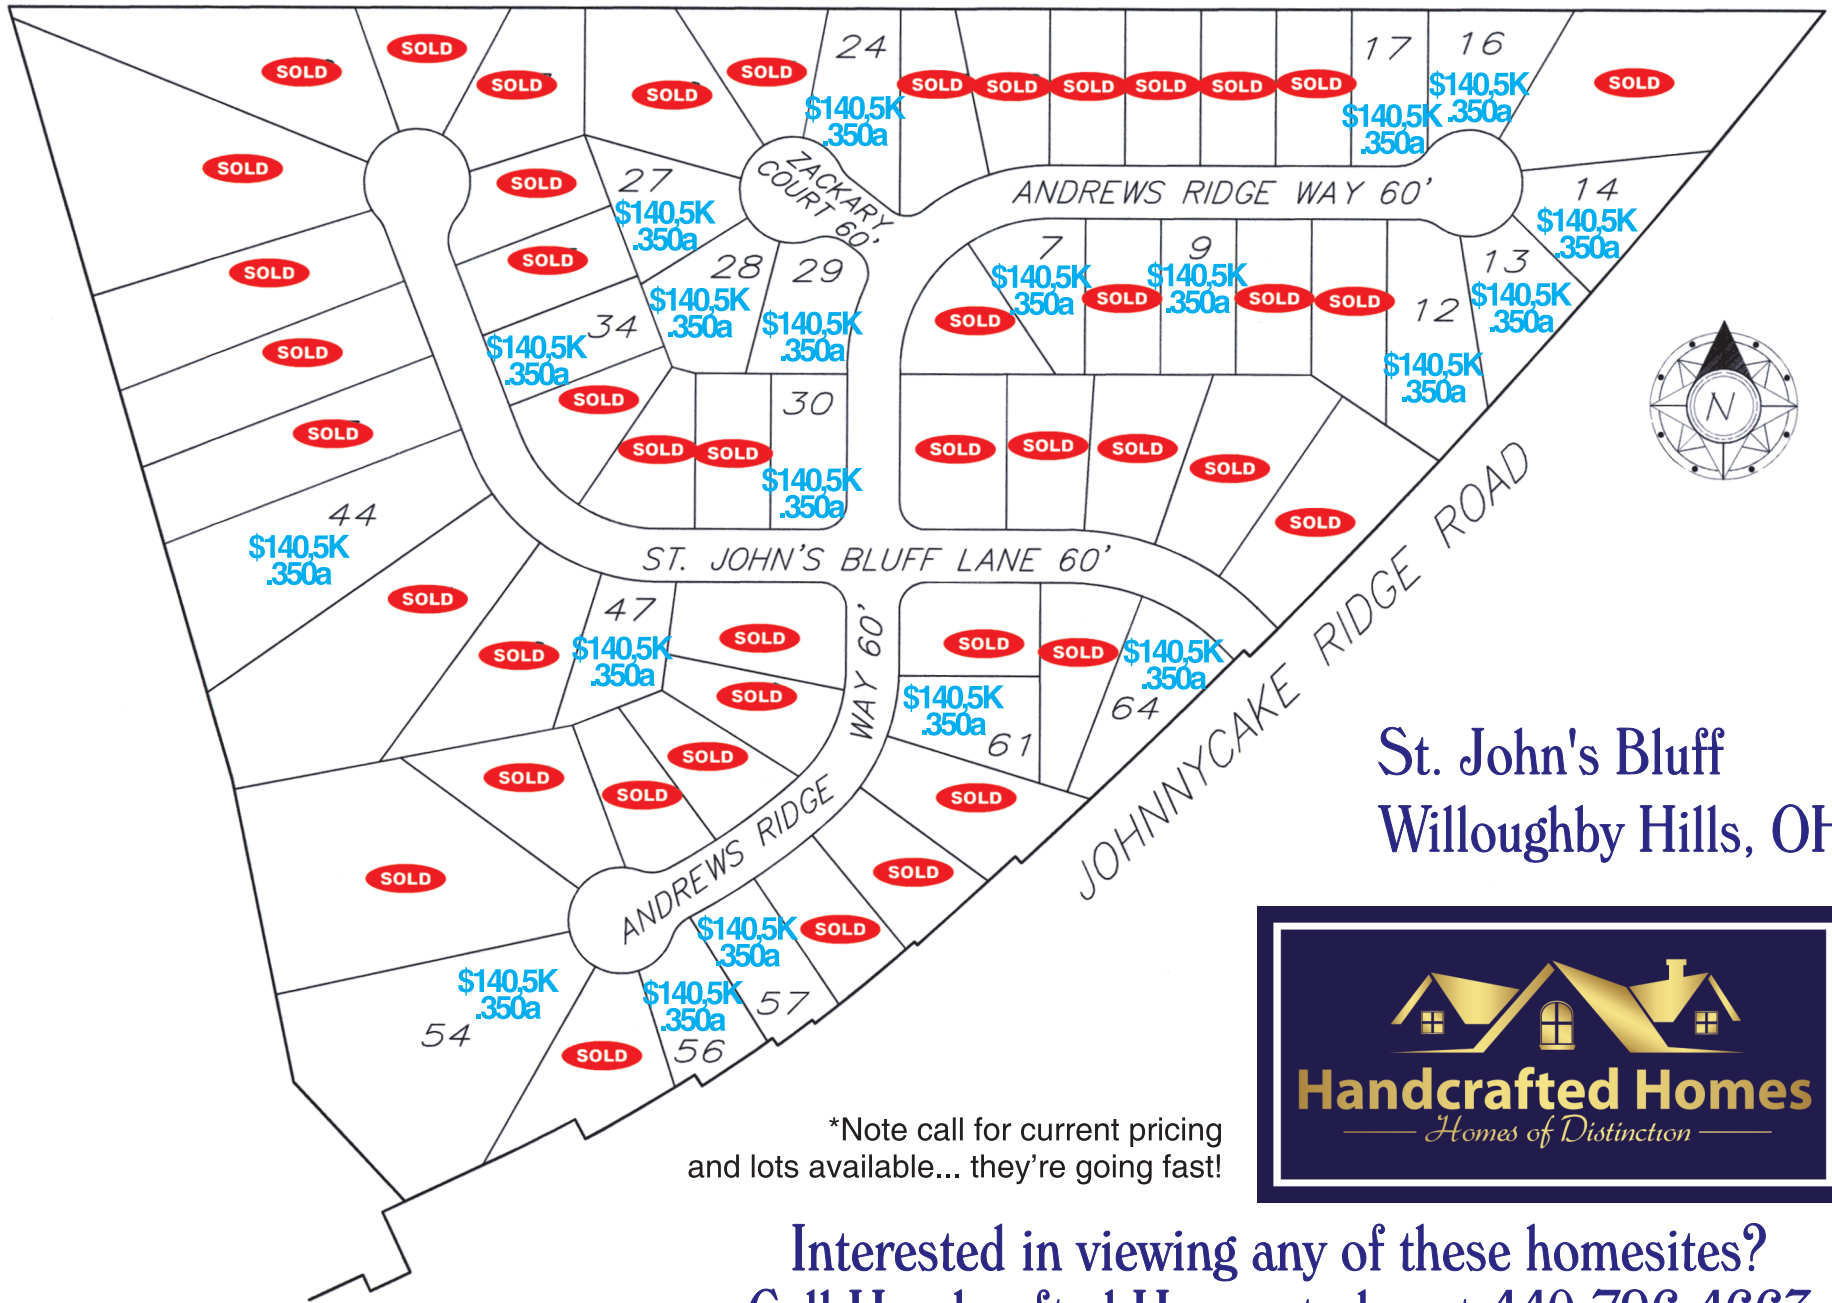 SOLD
SOLD
SOLD
SOLD
SOLD
24
$140,5K
.350a
SOLD
SOLD
SOLD
SOLD
SOLD
SOLD
17
$140,5K
.350a
16
$140,5K
.350a
SOLD
SOLD
SOLD
27
$140,5K
.350a
ZACKARY
COURT 60'
ANDREWS RIDGE WAY 60'
14
$140,5K
.350a
SOLD
SOLD
28
$140,5K
.350a
29
$140,5K
.350a
SOLD
7
$140,5K
.350a
SOLD
9
$140,5K
.350a
SOLD
SOLD
12
$140,5K
.350a
13
$140,5K
.350a
SOLD
34
$140,5K
.350a
SOLD
SOLD
SOLD
SOLD
30
$140,5K
.350a
SOLD
SOLD
SOLD
SOLD
SOLD
N
44
$140,5K
.350a
ST. JOHN'S BLUFF LANE 60'
JOHNNYCAKE RIDGE ROAD
SOLD
SOLD
47
$140,5K
.350a
SOLD
SOLD
SOLD
SOLD
SOLD
ANDREWS RIDGE WAY 60'
SOLD
SOLD
$140,5K
.350a
64
$140,5K
.350a
61
SOLD
SOLD
SOLD
SOLD
ANDREWS
$140,5K
.350a
57
$140,5K
.350a
56
SOLD
$140,5K
.350a
54
St. John's Bluff
Willoughby Hills, OH
Handcrafted Homes
Homes of Distinction
*Note call for current pricing
and lots available... they're going fast!
Interested in viewing any of these homesites?